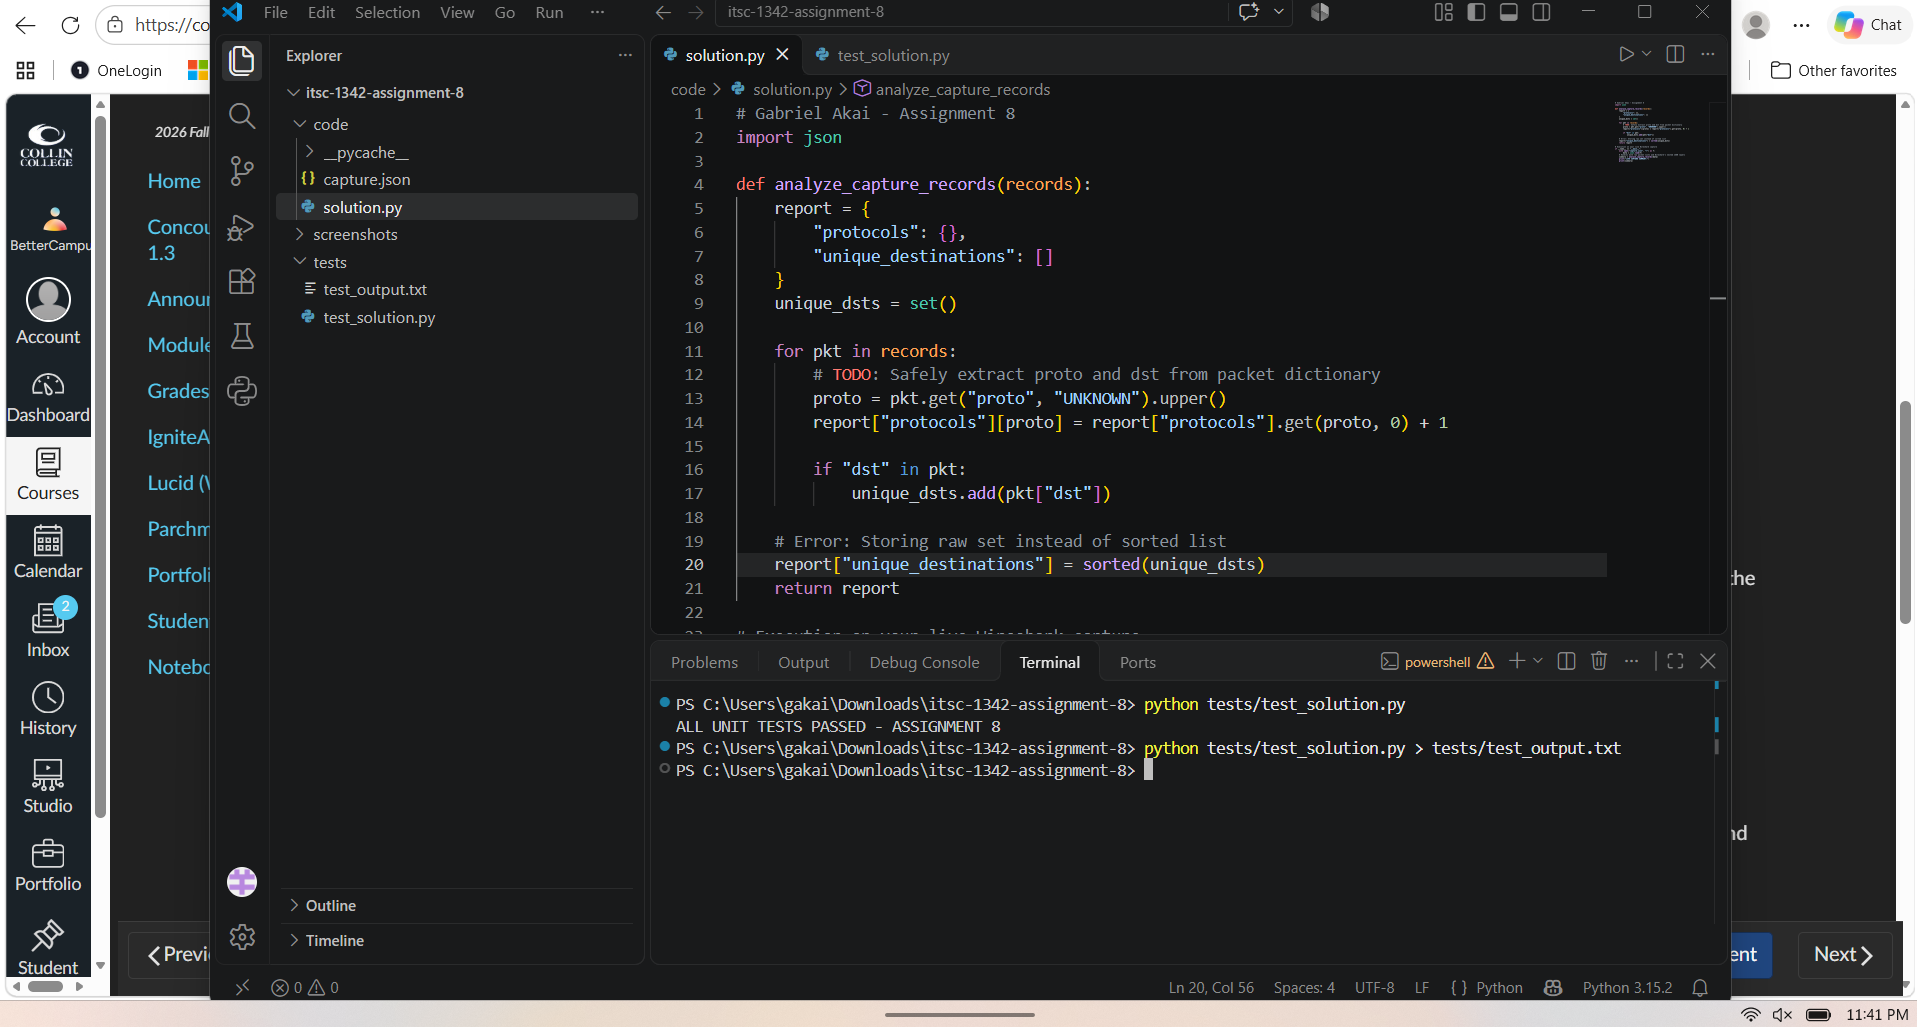 https://co
OneLogin
Other favorites
Chat
File Edit Selection View Go Run
itsc-1342-assignment-8
COLLIN
COLLEGE
BetterCampu
Account
Dashboard
Courses
Calendar
2
Inbox
History
Studio
Portfolio
Student
2026 Fall
Home
Concou
1.3
Announ
Module
Grades
IgniteA
Lucid (W
Parchm
Portfoli
Studen
Notebo
Previ
Explorer
itsc-1342-assignment-8
code
__pycache__
capture.json
solution.py
screenshots
tests
test_output.txt
test_solution.py
Outline
Timeline
solution.py
test_solution.py
code > solution.py > analyze_capture_records
1 # Gabriel Akai - Assignment 8
2 import json
3
4 def analyze_capture_records(records):
5 report = {
6 "protocols": {},
7 "unique_destinations": []
8 }
9 unique_dsts = set()
10
11 for pkt in records:
12 # TODO: Safely extract proto and dst from packet dictionary
13 proto = pkt.get("proto", "UNKNOWN").upper()
14 report["protocols"][proto] = report["protocols"].get(proto, 0) + 1
15
16 if "dst" in pkt:
17 unique_dsts.add(pkt["dst"])
18
19 # Error: Storing raw set instead of sorted list
20 report["unique_destinations"] = sorted(unique_dsts)
21 return report
22
23 # Execution on your live Wireshark capture
Problems Output Debug Console Terminal Ports
powershell
PS C:\Users\gakai\Downloads\itsc-1342-assignment-8> python tests/test_solution.py
ALL UNIT TESTS PASSED - ASSIGNMENT 8
PS C:\Users\gakai\Downloads\itsc-1342-assignment-8> python tests/test_solution.py > tests/test_output.txt
PS C:\Users\gakai\Downloads\itsc-1342-assignment-8>
the
nd
ent
Next
0 0
Ln 20, Col 56 Spaces: 4 UTF-8 LF { } Python Python 3.15.2
11:41 PM